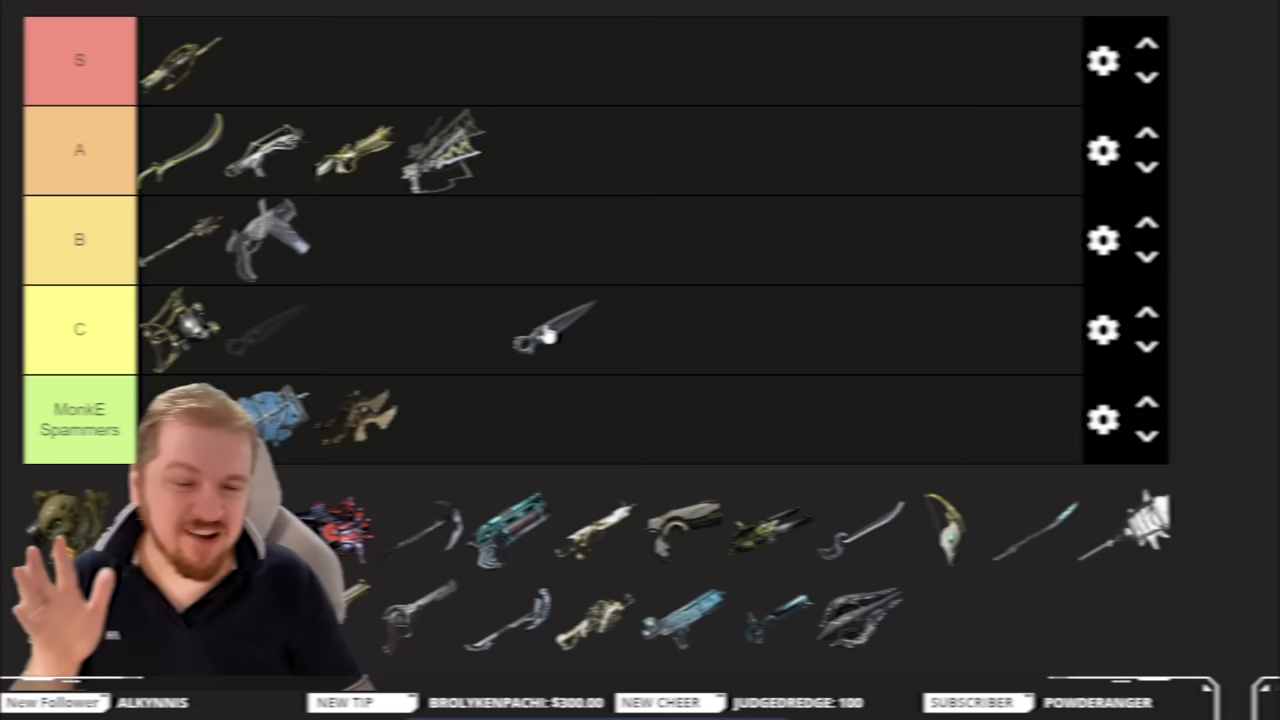 S
A
B
C
MonkE
Spammers
New Follower ALKYNNIS NEW TIP BROLYKENPACHI: $300.00 NEW CHEER JUDGEDREDGE: 100 SUBSCRIBER POWDERANGER